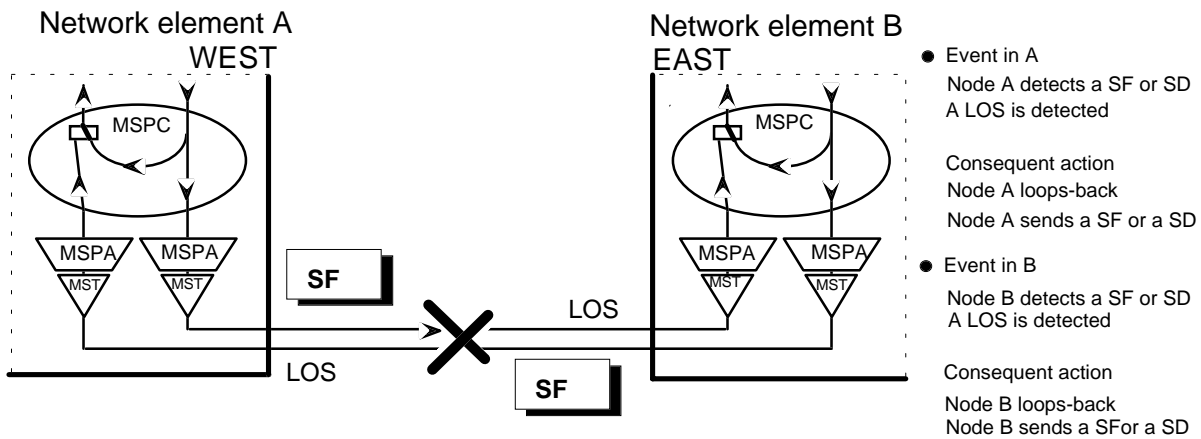 Network element A
WEST
MSPC
MSPA
MSPA
MST
MST
SF
LOS
LOS
SF
Network element B
EAST
MSPC
MSPA
MSPA
MST
MST
● Event in A
Node A detects a SF or SD
A LOS is detected
Consequent action
Node A loops-back
Node A sends a SF or a SD
● Event in B
Node B detects a SF or SD
A LOS is detected
Consequent action
Node B loops-back
Node B sends a SFor a SD